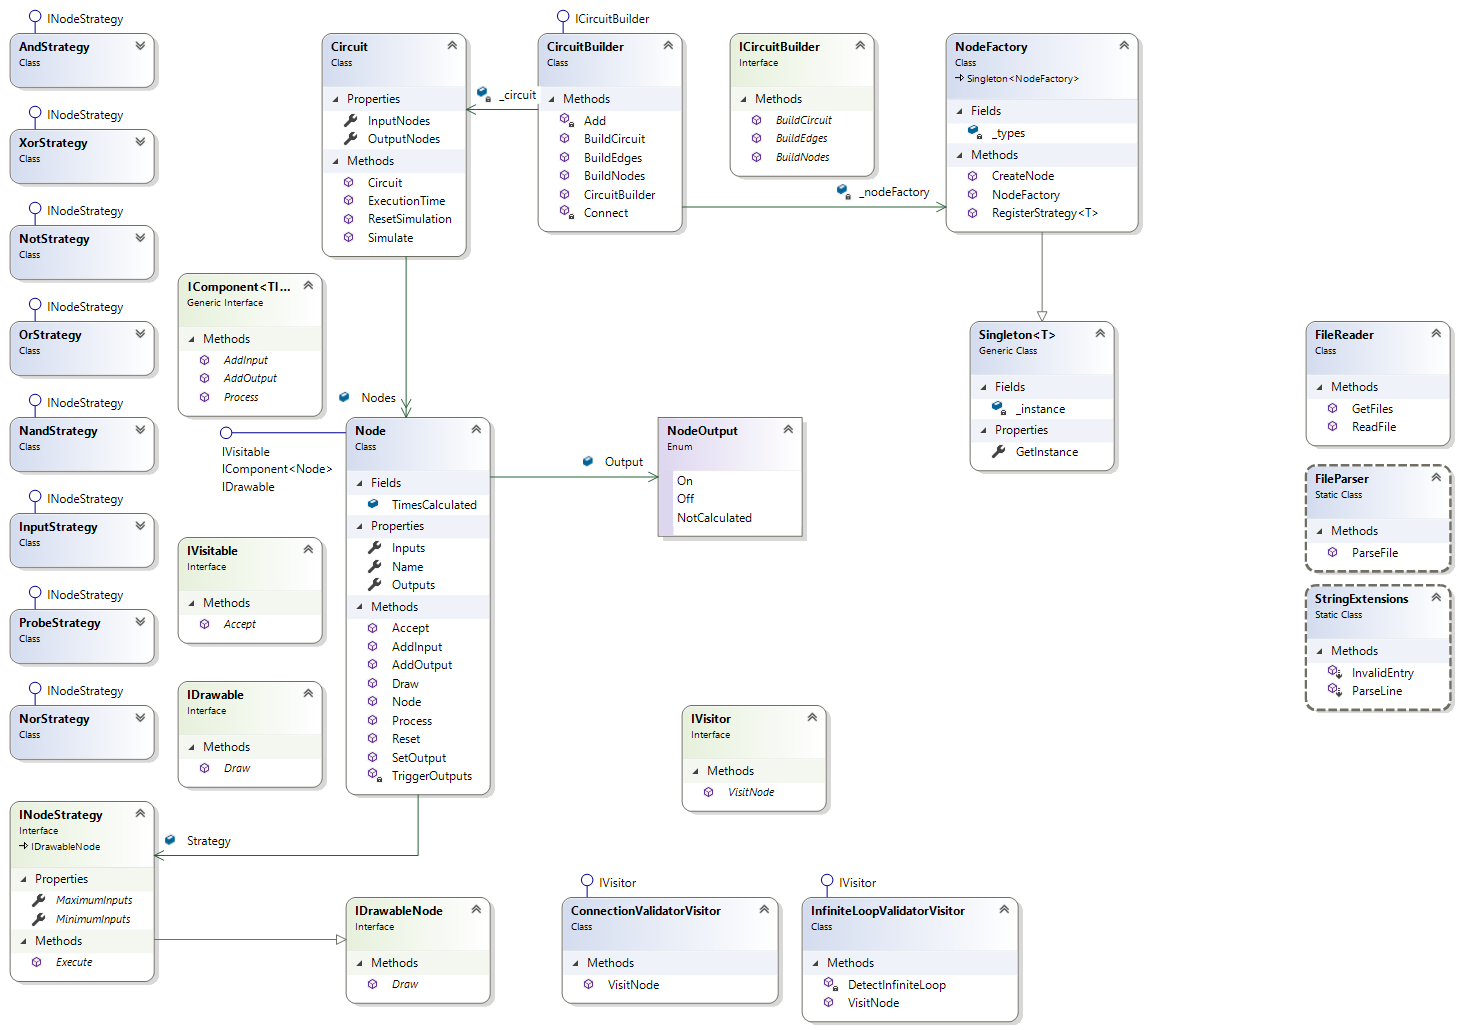 INodeStrategy
AndStrategy
Class
INodeStrategy
XorStrategy
Class
INodeStrategy
NotStrategy
Class
INodeStrategy
OrStrategy
Class
INodeStrategy
NandStrategy
Class
INodeStrategy
InputStrategy
Class
INodeStrategy
ProbeStrategy
Class
INodeStrategy
NorStrategy
Class
INodeStrategy
Interface
IDrawableNode
Properties
MaximumInputs
MinimumInputs
Methods
Execute
IComponent<TI...
Generic Interface
Methods
AddInput
AddOutput
Process
IVisitable
Interface
Methods
Accept
IDrawable
Interface
Methods
Draw
Strategy
Circuit
Class
Properties
InputNodes
OutputNodes
Methods
Circuit
ExecutionTime
ResetSimulation
Simulate
_circuit
Nodes
IVisitable
IComponent<Node>
IDrawable
Node
Class
Fields
TimesCalculated
Properties
Inputs
Name
Outputs
Methods
Accept
AddInput
AddOutput
Draw
Node
Process
Reset
SetOutput
TriggerOutputs
IDrawableNode
Interface
Methods
Draw
ICircuitBuilder
CircuitBuilder
Class
Methods
Add
BuildCircuit
BuildEdges
BuildNodes
CircuitBuilder
Connect
ICircuitBuilder
Interface
Methods
BuildCircuit
BuildEdges
BuildNodes
_nodeFactory
NodeFactory
Class
Singleton<NodeFactory>
Fields
_types
Methods
CreateNode
NodeFactory
RegisterStrategy<T>
Output
NodeOutput
Enum
On
Off
NotCalculated
Singleton<T>
Generic Class
Fields
_instance
Properties
GetInstance
IVisitor
Interface
Methods
VisitNode
IVisitor
ConnectionValidatorVisitor
Class
Methods
VisitNode
IVisitor
InfiniteLoopValidatorVisitor
Class
Methods
DetectInfiniteLoop
VisitNode
FileReader
Class
Methods
GetFiles
ReadFile
FileParser
Static Class
Methods
ParseFile
StringExtensions
Static Class
Methods
InvalidEntry
ParseLine